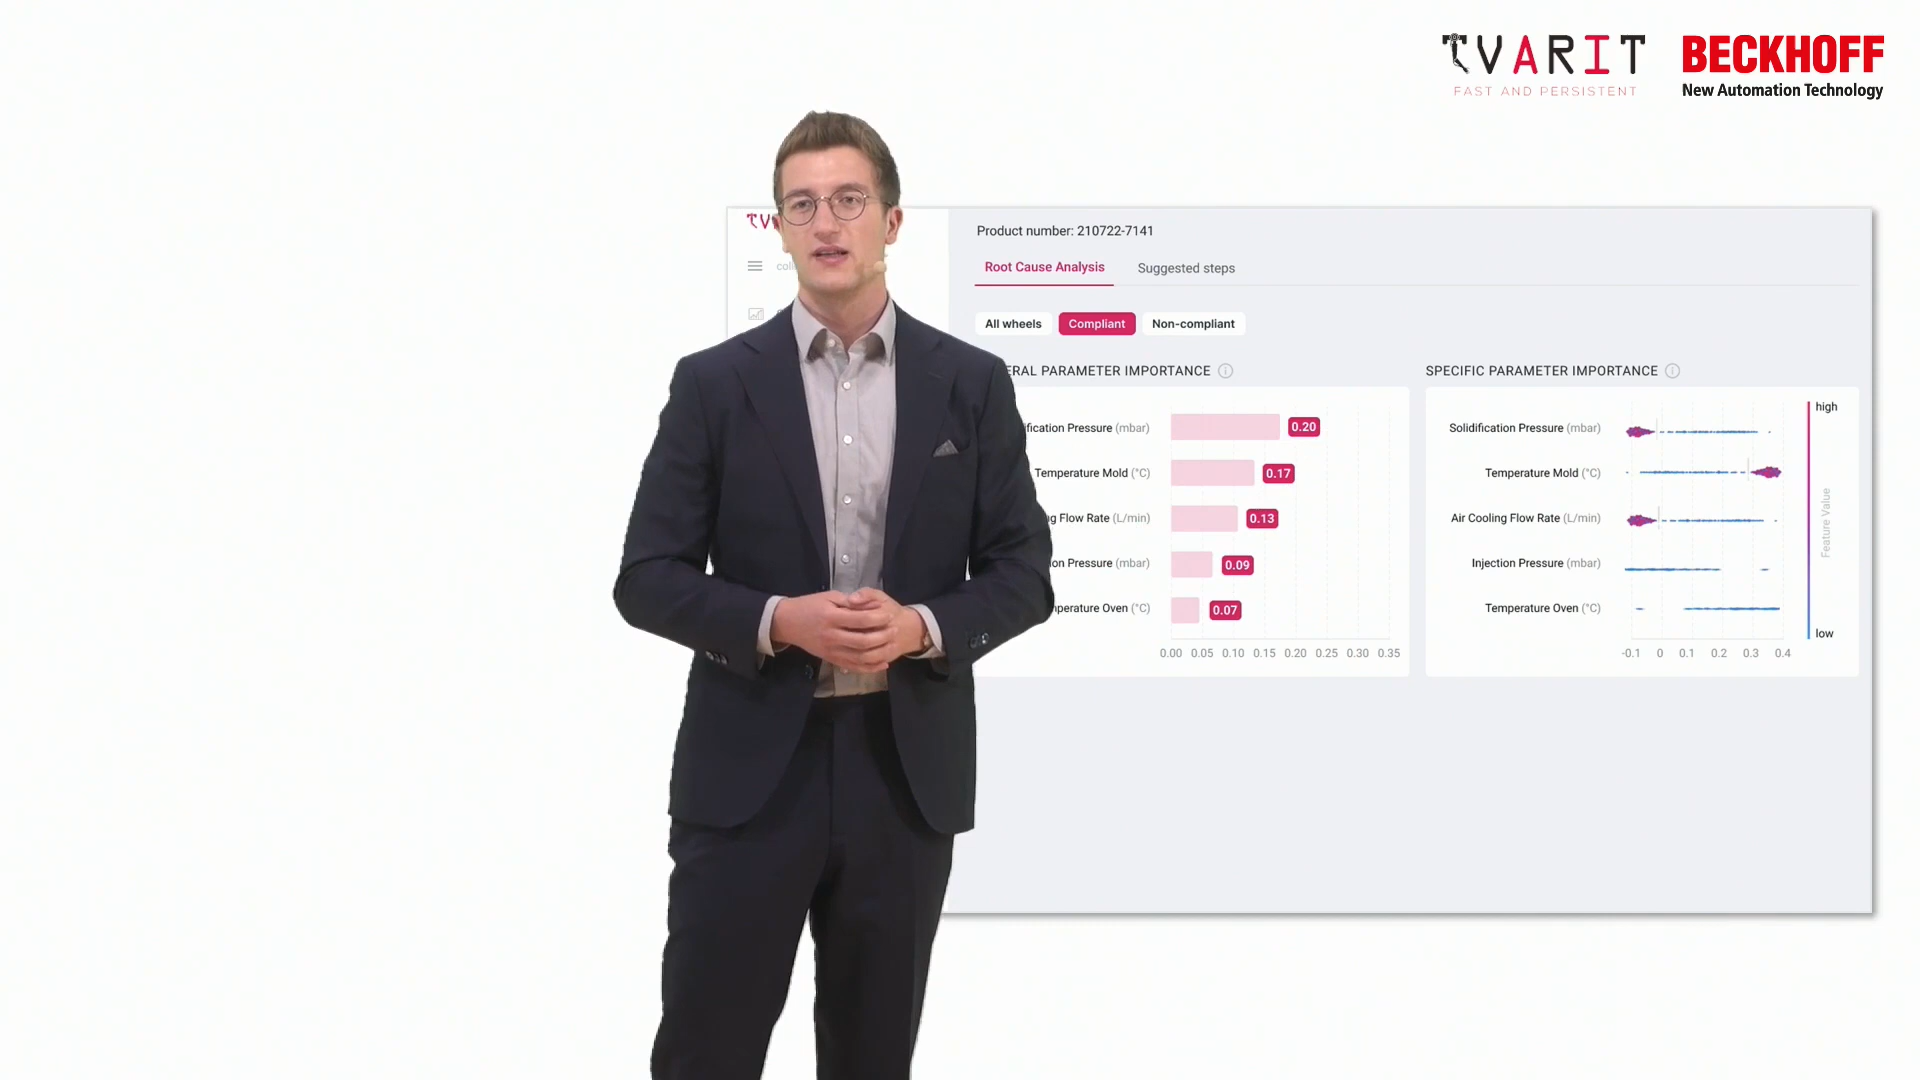 TVARIT
FAST AND PERSISTENT
BECKHOFF
New Automation Technology
Product number: 210722-7141
Root Cause Analysis
Suggested steps
All wheels
Compliant
Non-compliant
PARAMETER IMPORTANCE
Pressure (mbar)
0.20
Temperature Mold (°C)
0.17
Flow Rate (L/min)
0.13
Pressure (mbar)
0.09
Oven (°C)
0.07
0.00 0.05 0.10 0.15 0.20 0.25 0.30 0.35
SPECIFIC PARAMETER IMPORTANCE
Solidification Pressure (mbar)
Temperature Mold (°C)
Air Cooling Flow Rate (L/min)
Injection Pressure (mbar)
Temperature Oven (°C)
-0.1 0 0.1 0.2 0.3 0.4
high
Feature Value
low